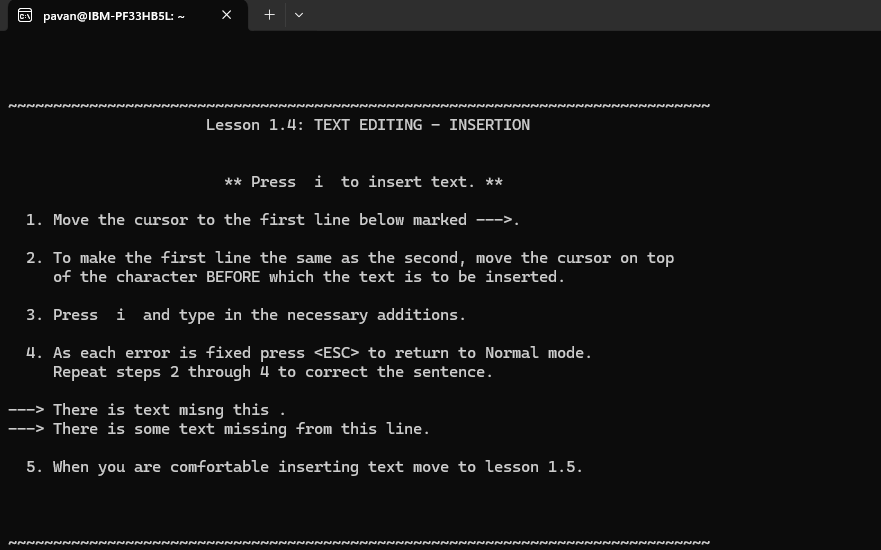 pavan@IBM-PF33HB5L: ~
~~~~~~~~~~~~~~~~~~~~~~~~~~~~~~~~~~~~~~~~~~~~~~~~~~~~~~~~~~~~~~~~~~~~~~~~~~~~~~
Lesson 1.4: TEXT EDITING - INSERTION
** Press  i  to insert text. **
1. Move the cursor to the first line below marked --->.
2. To make the first line the same as the second, move the cursor on top
of the character BEFORE which the text is to be inserted.
3. Press  i  and type in the necessary additions.
4. As each error is fixed press <ESC> to return to Normal mode.
Repeat steps 2 through 4 to correct the sentence.
---> There is text misng this .
---> There is some text missing from this line.
5. When you are comfortable inserting text move to lesson 1.5.
~~~~~~~~~~~~~~~~~~~~~~~~~~~~~~~~~~~~~~~~~~~~~~~~~~~~~~~~~~~~~~~~~~~~~~~~~~~~~~